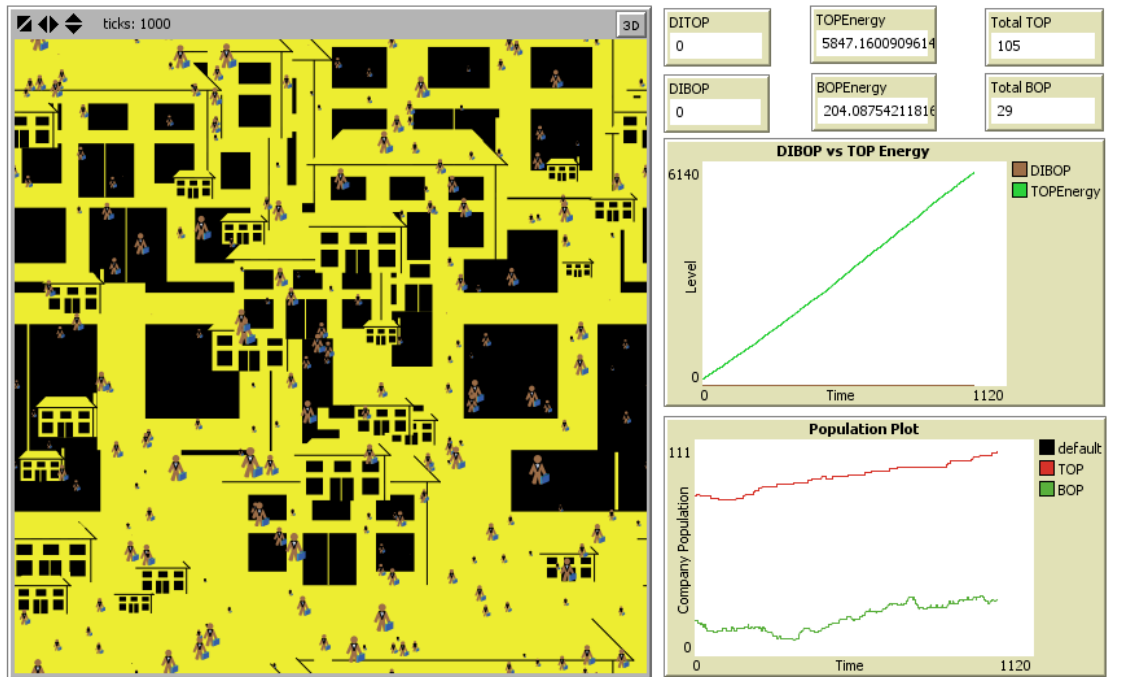 ticks: 1000
3D
DITOP
0
TOPEnergy
5847.1600909614
Total TOP
105
DIBOP
0
BOPEnergy
204.08754211816
Total BOP
29
DIBOP vs TOP Energy
6140
Level
0
0
Time
1120
DIBOP
TOPEnergy
Population Plot
111
Company Population
0
0
Time
1120
default
TOP
BOP